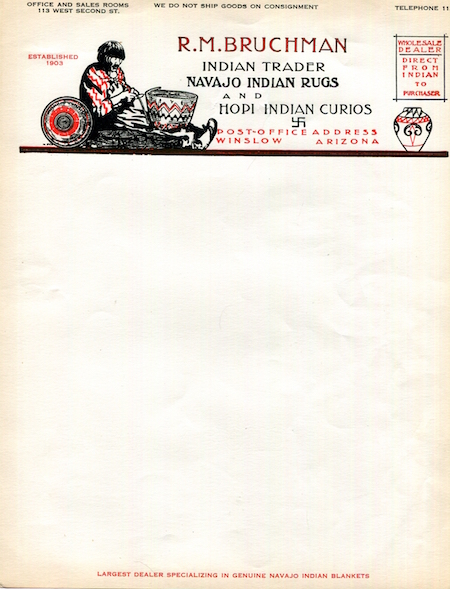 OFFICE AND SALES ROOMS
113 WEST SECOND ST.
WE DO NOT SHIP GOODS ON CONSIGNMENT
TELEPHONE 11
ESTABLISHED
1903
R.M. BRUCHMAN
INDIAN TRADER
NAVAJO INDIAN RUGS
AND
HOPI INDIAN CURIOS
POST-OFFICE ADDRESS
WINSLOW ARIZONA
WHOLESALE
DEALER
DIRECT
FROM
INDIAN
TO
PURCHASER
LARGEST DEALER SPECIALIZING IN GENUINE NAVAJO INDIAN BLANKETS